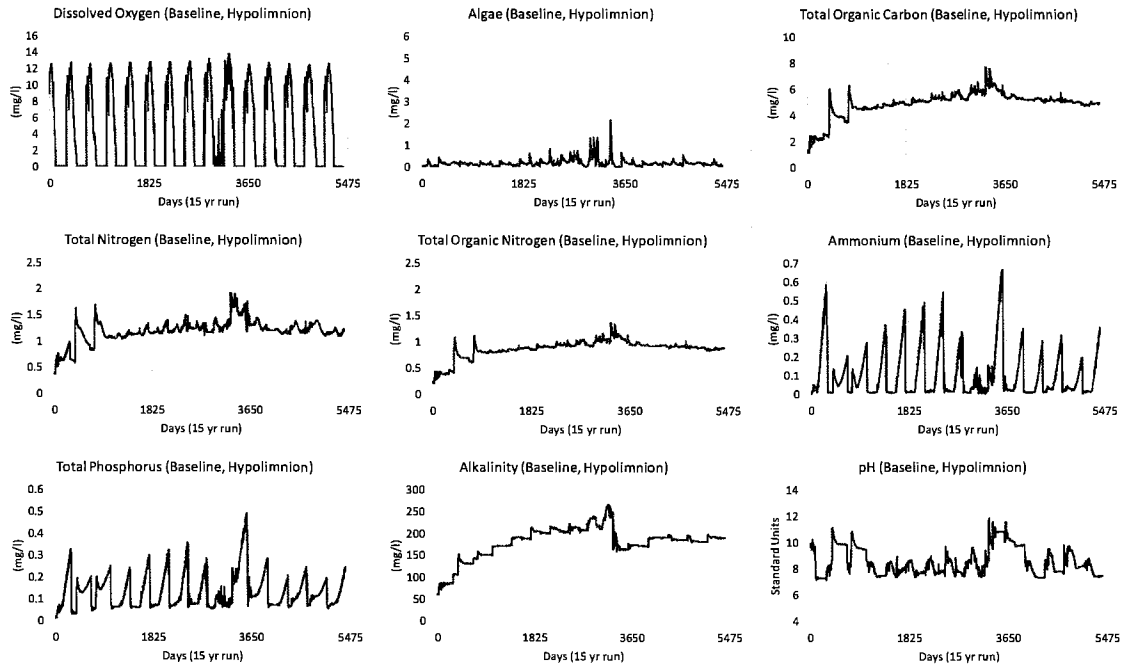 Dissolved Oxygen (Baseline, Hypolimnion)
16
14
12
10
8
6
4
2
0
(mg/l)
0 1825 3650 5475
Days (15 yr run)
Algae (Baseline, Hypolimnion)
6
5
4
3
2
1
0
(mg/l)
0 1825 3650 5475
Days (15 yr run)
Total Organic Carbon (Baseline, Hypolimnion)
10
8
6
4
2
0
(mg/l)
0 1825 3650 5475
Days (15 yr run)
Total Nitrogen (Baseline, Hypolimnion)
2.5
2
1.5
1
0.5
0
(mg/l)
0 1825 3650 5475
Days (15 yr run)
Total Organic Nitrogen (Baseline, Hypolimnion)
2.5
2
1.5
1
0.5
0
(mg/l)
0 1825 3650 5475
Days (15 yr run)
Ammonium (Baseline, Hypolimnion)
0.7
0.6
0.5
0.4
0.3
0.2
0.1
0
(mg/l)
0 1825 3650 5475
Days (15 yr run)
Total Phosphorus (Baseline, Hypolimnion)
0.6
0.5
0.4
0.3
0.2
0.1
0
(mg/l)
0 1825 3650 5475
Days (15 yr run)
Alkalinity (Baseline, Hypolimnion)
300
250
200
150
100
50
0
(mg/l)
0 1825 3650 5475
Days (15 yr run)
pH (Baseline, Hypolimnion)
14
12
10
8
6
4
Standard Units
0 1825 3650 5475
Days (15 yr run)